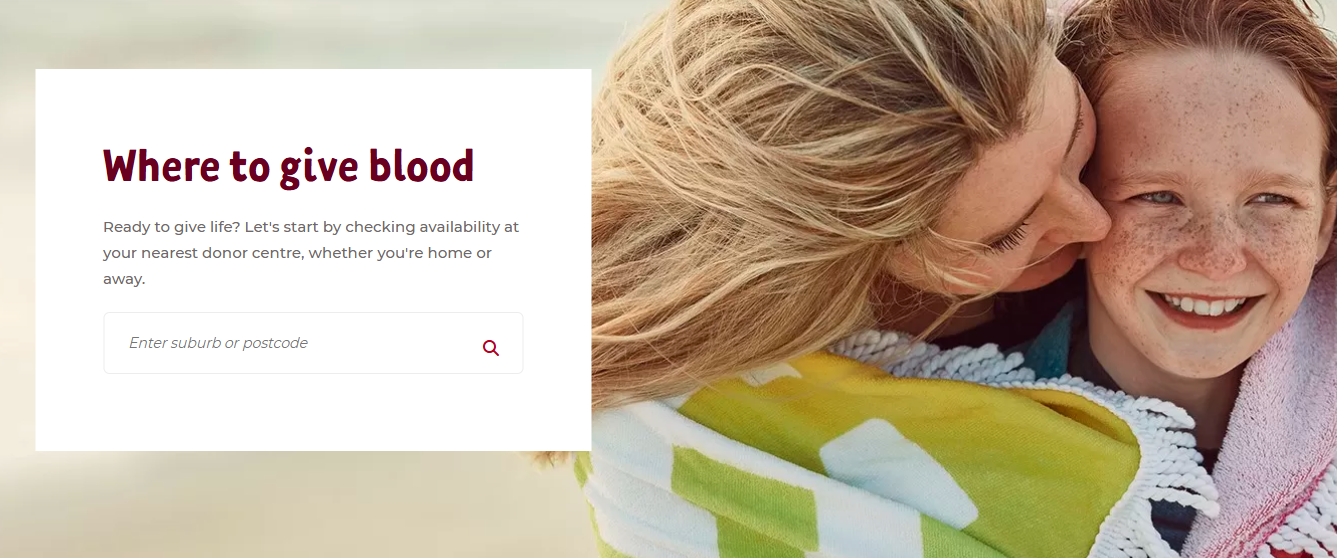 Where to give blood
Ready to give life? Let's start by checking availability at
your nearest donor centre, whether you're home or
away.
Enter suburb or postcode